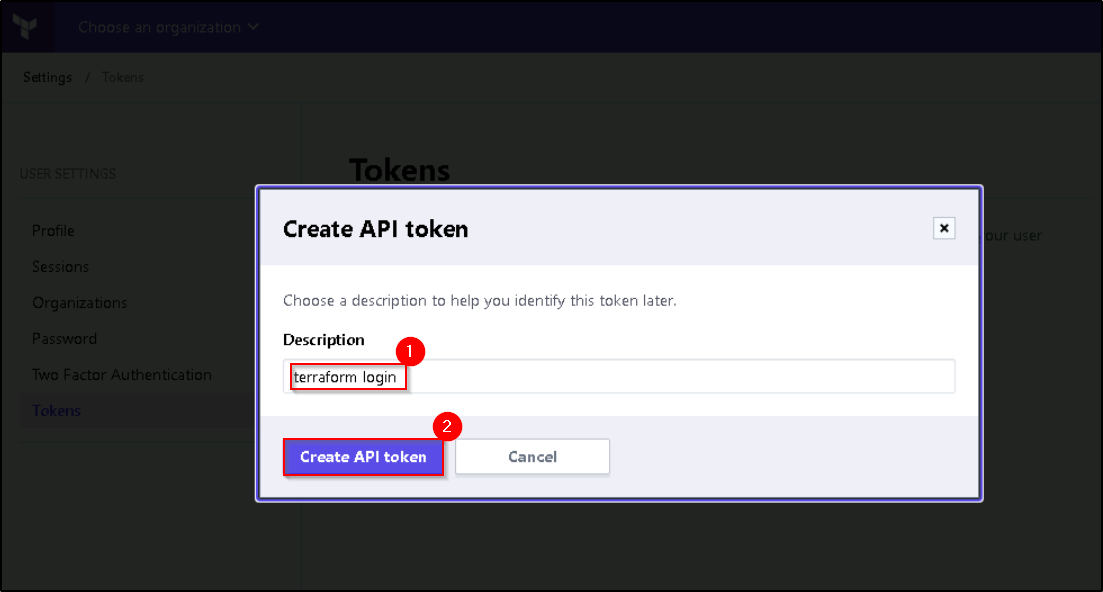 Choose an organization
Settings / Tokens
USER SETTINGS
Tokens
Profile
Sessions
Organizations
Password
Two Factor Authentication
Tokens
our user
Create API token
×
Choose a description to help you identify this token later.
Description
1
terraform login
2
Create API token
Cancel